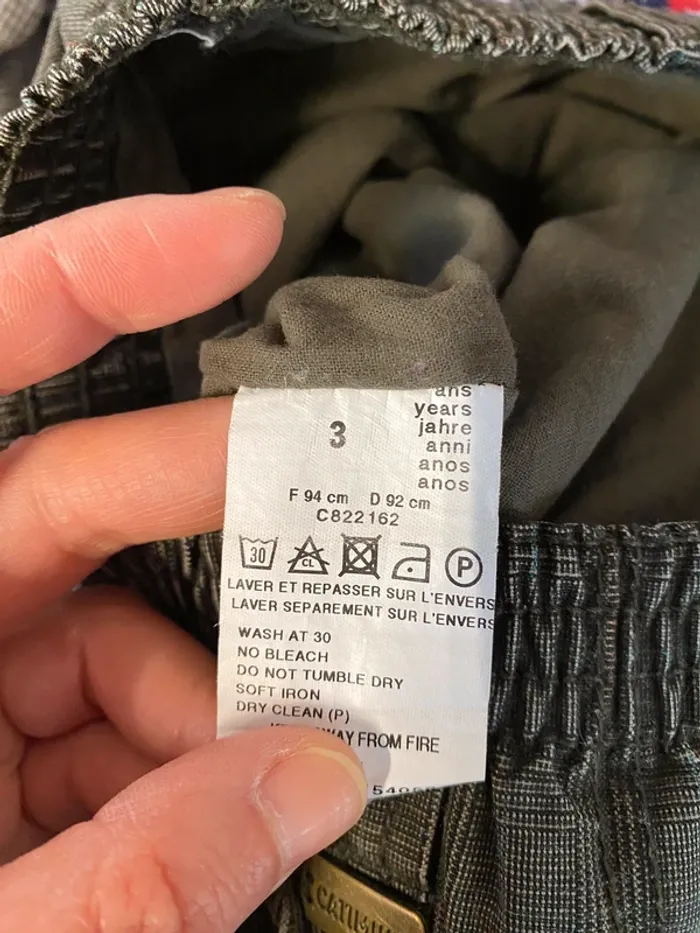 ans
years
3 jahre
anni
anos
anos
F 94 cm D 92 cm
C822162
30 CL P
LAVER ET REPASSER SUR L'ENVERS
LAVER SEPAREMENT SUR L'ENVERS
WASH AT 30
NO BLEACH
DO NOT TUMBLE DRY
SOFT IRON
DRY CLEAN (P)
AWAY FROM FIRE